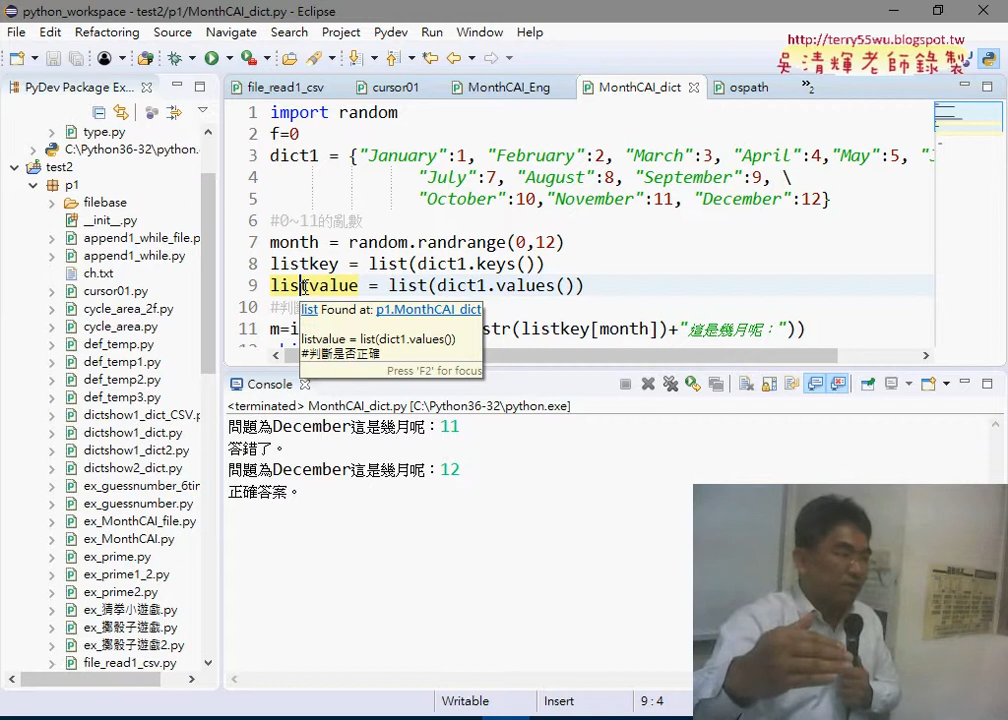 python_workspace - test2/p1/MonthCAI_dict.py - Eclipse
File Edit Refactoring Source Navigate Search Project Pydev Run Window Help
http://terry55wu.blogspot.tw
吳清輝老師錄製
PyDev Package Ex...
file_read1_csv cursor01 MonthCAI_Eng MonthCAI_dict ospath »2
type.py
C:\Python36-32\python.
test2
p1
filebase
__init__.py
append1_while_file.p
append1_while.py
ch.txt
cursor01.py
cycle_area_2f.py
cycle_area.py
def_temp.py
def_temp1.py
def_temp2.py
def_temp3.py
dictshow1_dict_CSV.p
dictshow1_dict.py
dictshow1_dict2.py
dictshow2_dict.py
ex_guessnumber_6tin
ex_guessnumber.py
ex_MonthCAI_file.py
ex_MonthCAI.py
ex_prime.py
ex_prime1_2.py
ex_prime2.py
ex_猜拳小遊戲.py
ex_擲骰子遊戲.py
ex_擲骰子遊戲2.py
file_read1_csv.py
1 import random
2 f=0
3 dict1 = {"January":1, "February":2, "March":3, "April":4,"May":5, "J
4 "July":7, "August":8, "September":9, \
5 "October":10,"November":11, "December":12}
6 #0~11的亂數
7 month = random.randrange(0,12)
8 listkey = list(dict1.keys())
9 listvalue = list(dict1.values())
10 #判
11 m=i str(listkey[month])+"這是幾月呢："))
12
list Found at: p1.MonthCAI_dict
listvalue = list(dict1.values())
#判斷是否正確
Press 'F2' for focus
Console
<terminated> MonthCAI_dict.py [C:\Python36-32\python.exe]
問題為December這是幾月呢：11
答錯了。
問題為December這是幾月呢：12
正確答案。
Writable Insert 9 : 4